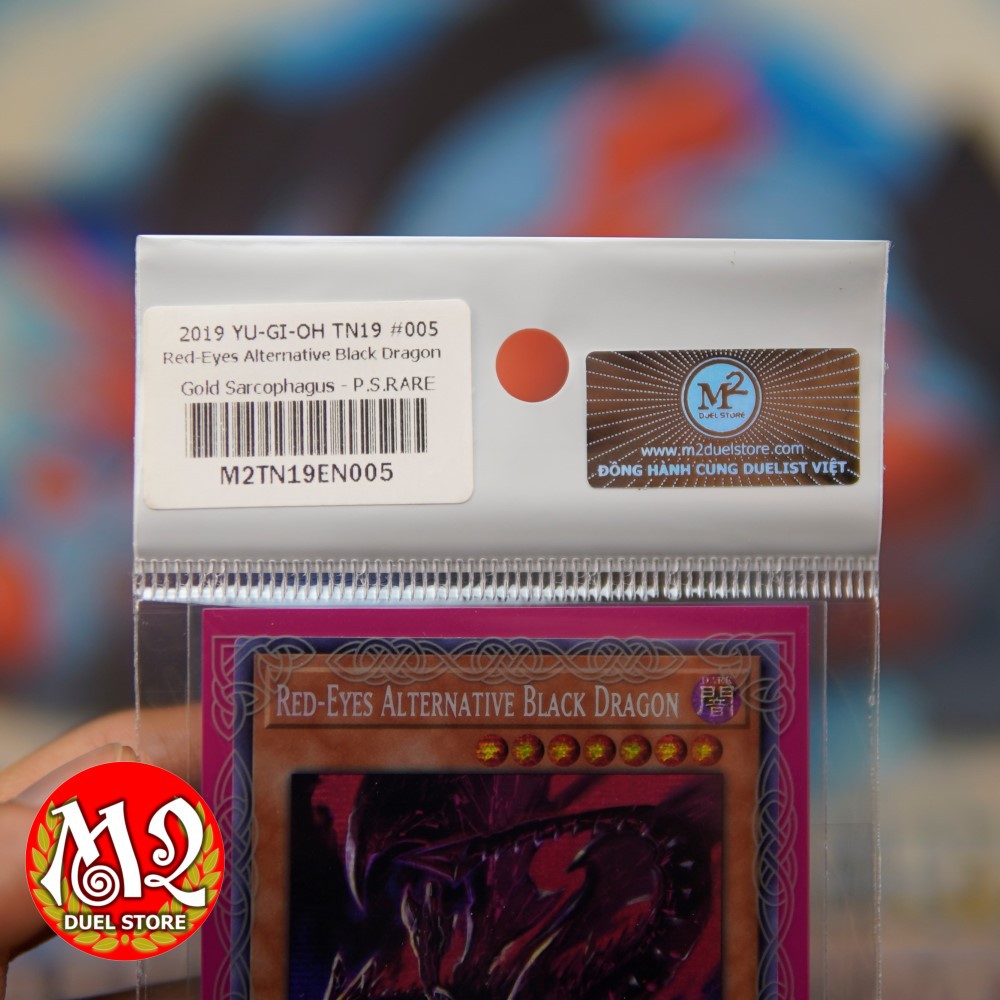 2019 YU-GI-OH TN19 #005
Red-Eyes Alternative Black Dragon
Gold Sarcophagus - P.S.RARE
M2TN19EN005
M2
DUEL STORE
www.m2duelstore.com
ĐỒNG HÀNH CÙNG DUELIST VIỆT
RED-EYES ALTERNATIVE BLACK DRAGON
DARK
闇
M2
DUEL STORE